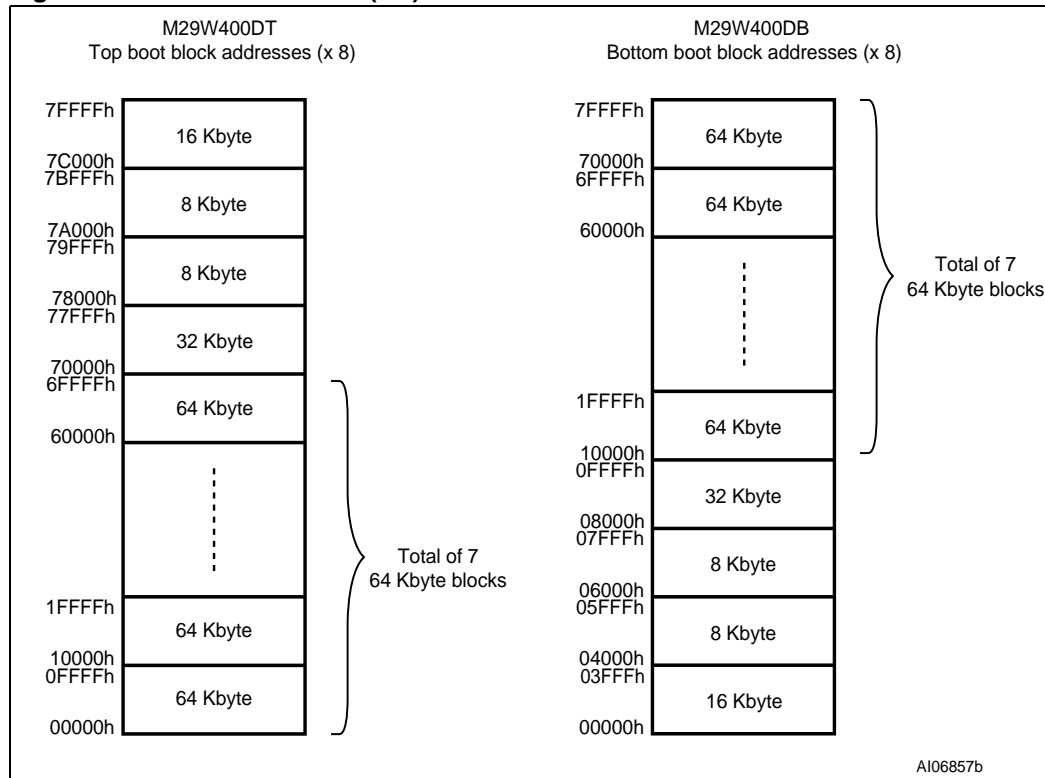 M29W400DT
Top boot block addresses (x 8)
7FFFFh
16 Kbyte
7C000h
7BFFFh
8 Kbyte
7A000h
79FFFh
8 Kbyte
78000h
77FFFh
32 Kbyte
70000h
6FFFFh
64 Kbyte
60000h
Total of 7
64 Kbyte blocks
1FFFFh
64 Kbyte
10000h
0FFFFh
64 Kbyte
00000h
M29W400DB
Bottom boot block addresses (x 8)
7FFFFh
64 Kbyte
70000h
6FFFFh
64 Kbyte
60000h
Total of 7
64 Kbyte blocks
1FFFFh
64 Kbyte
10000h
0FFFFh
32 Kbyte
08000h
07FFFh
8 Kbyte
06000h
05FFFh
8 Kbyte
04000h
03FFFh
16 Kbyte
00000h
AI06857b